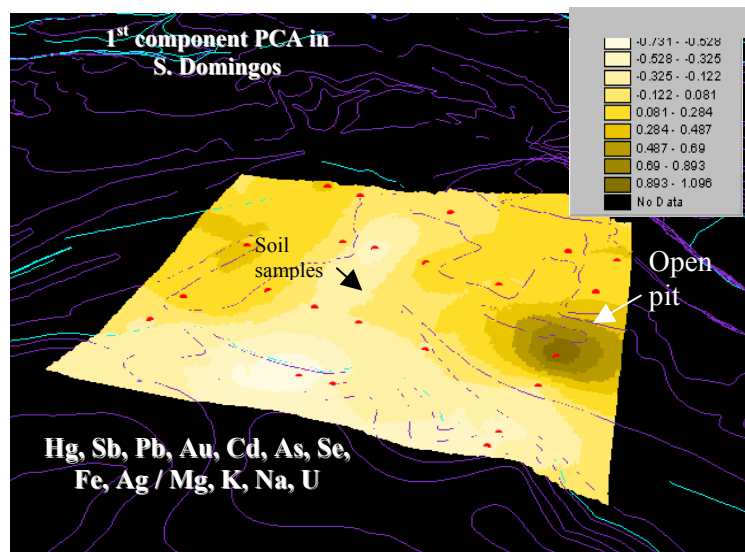 1st component PCA in
S. Domingos
-0.731 - -0.528
-0.528 - -0.325
-0.325 - -0.122
-0.122 - 0.081
0.081 - 0.284
0.284 - 0.487
0.487 - 0.69
0.69 - 0.893
0.893 - 1.096
No Data
Soil
samples
Open
pit
Hg, Sb, Pb, Au, Cd, As, Se,
Fe, Ag / Mg, K, Na, U